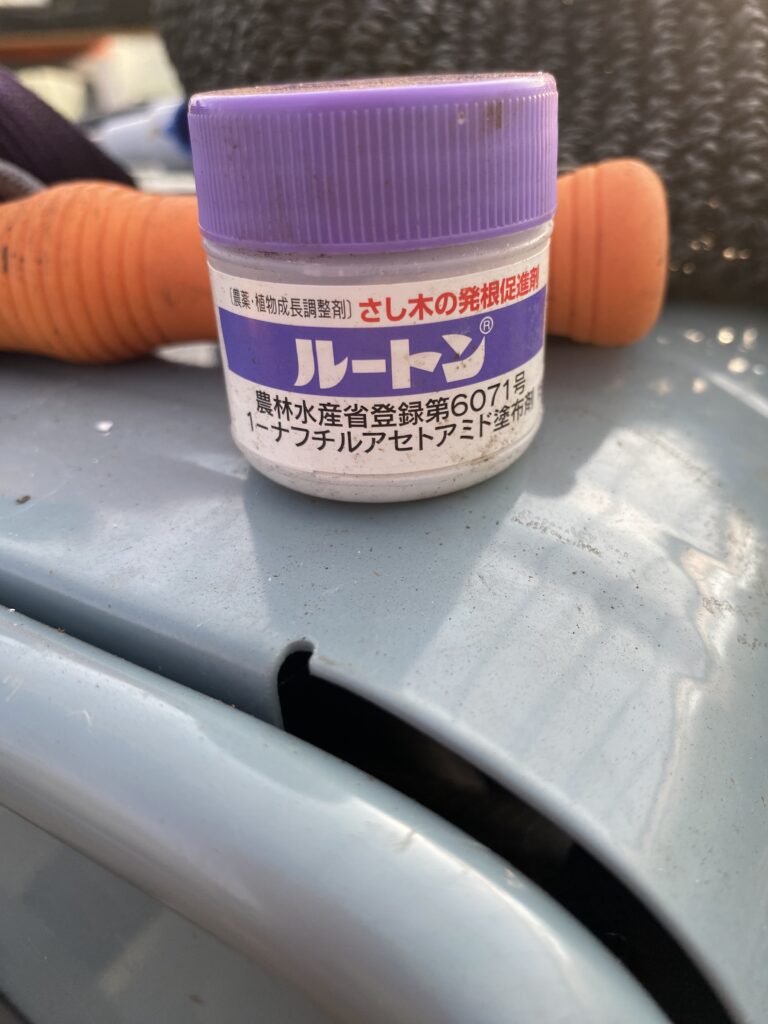 〔農薬・植物成長調整剤〕さし木の発根促進剤
ルートン®
農林水産省登録第6071号
1-ナフチルアセトアミド塗布剤